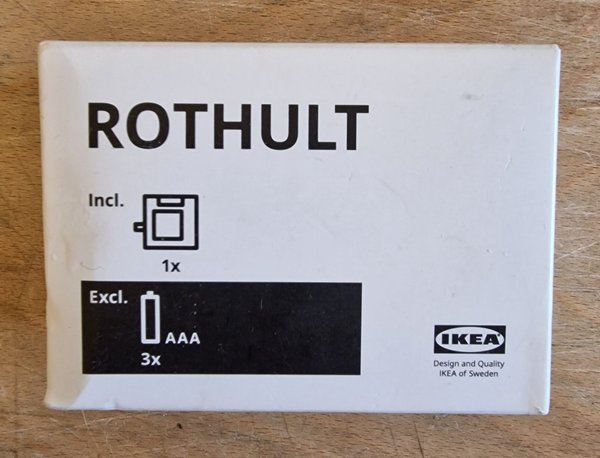 ROTHULT
Incl.
1x
Excl.
AAA
3x
IKEA
Design and Quality
IKEA of Sweden